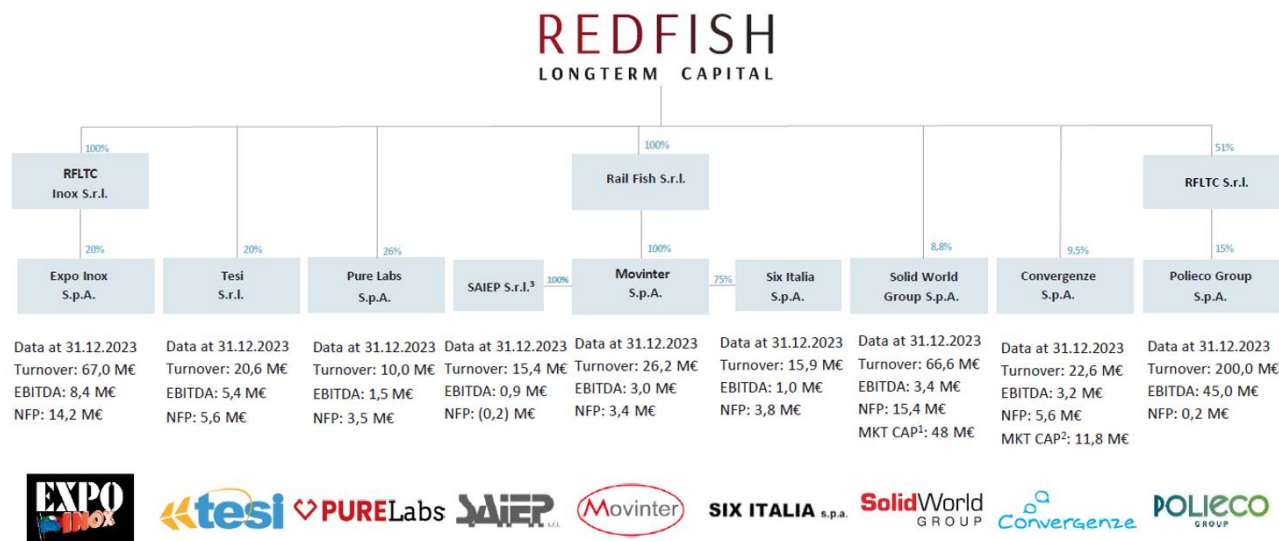 REDFISH
LONGTERM CAPITAL
100%
RFLTC
Inox S.r.l.
100%
Rail Fish S.r.l.
51%
RFLTC S.r.l.
20%
Expo Inox
S.p.A.
20%
Tesi
S.r.l.
26%
Pure Labs
S.p.A.
SAIEP S.r.l.³
100%
100%
Movinter
S.p.A.
75%
Six Italia
S.p.A.
8,8%
Solid World
Group S.p.A.
9,5%
Convergenze
S.p.A.
15%
Polieco Group
S.p.A.
Data at 31.12.2023
Turnover: 67,0 M€
EBITDA: 8,4 M€
NFP: 14,2 M€
Data at 31.12.2023
Turnover: 20,6 M€
EBITDA: 5,4 M€
NFP: 5,6 M€
Data at 31.12.2023
Turnover: 10,0 M€
EBITDA: 1,5 M€
NFP: 3,5 M€
Data at 31.12.2023
Turnover: 15,4 M€
EBITDA: 0,9 M€
NFP: (0,2) M€
Data at 31.12.2023
Turnover: 26,2 M€
EBITDA: 3,0 M€
NFP: 3,4 M€
Data at 31.12.2023
Turnover: 15,9 M€
EBITDA: 1,0 M€
NFP: 3,8 M€
Data at 31.12.2023
Turnover: 66,6 M€
EBITDA: 3,4 M€
NFP: 15,4 M€
MKT CAP¹: 48 M€
Data at 31.12.2023
Turnover: 22,6 M€
EBITDA: 3,2 M€
NFP: 5,6 M€
MKT CAP²: 11,8 M€
Data at 31.12.2023
Turnover: 200,0 M€
EBITDA: 45,0 M€
NFP: 0,2 M€
EXPO
INOX
tesi
PURELabs
SAIEP s.r.l.
Movinter
SIX ITALIA s.p.a.
SolidWorld
GROUP
Convergenze
POLIECO
GROUP